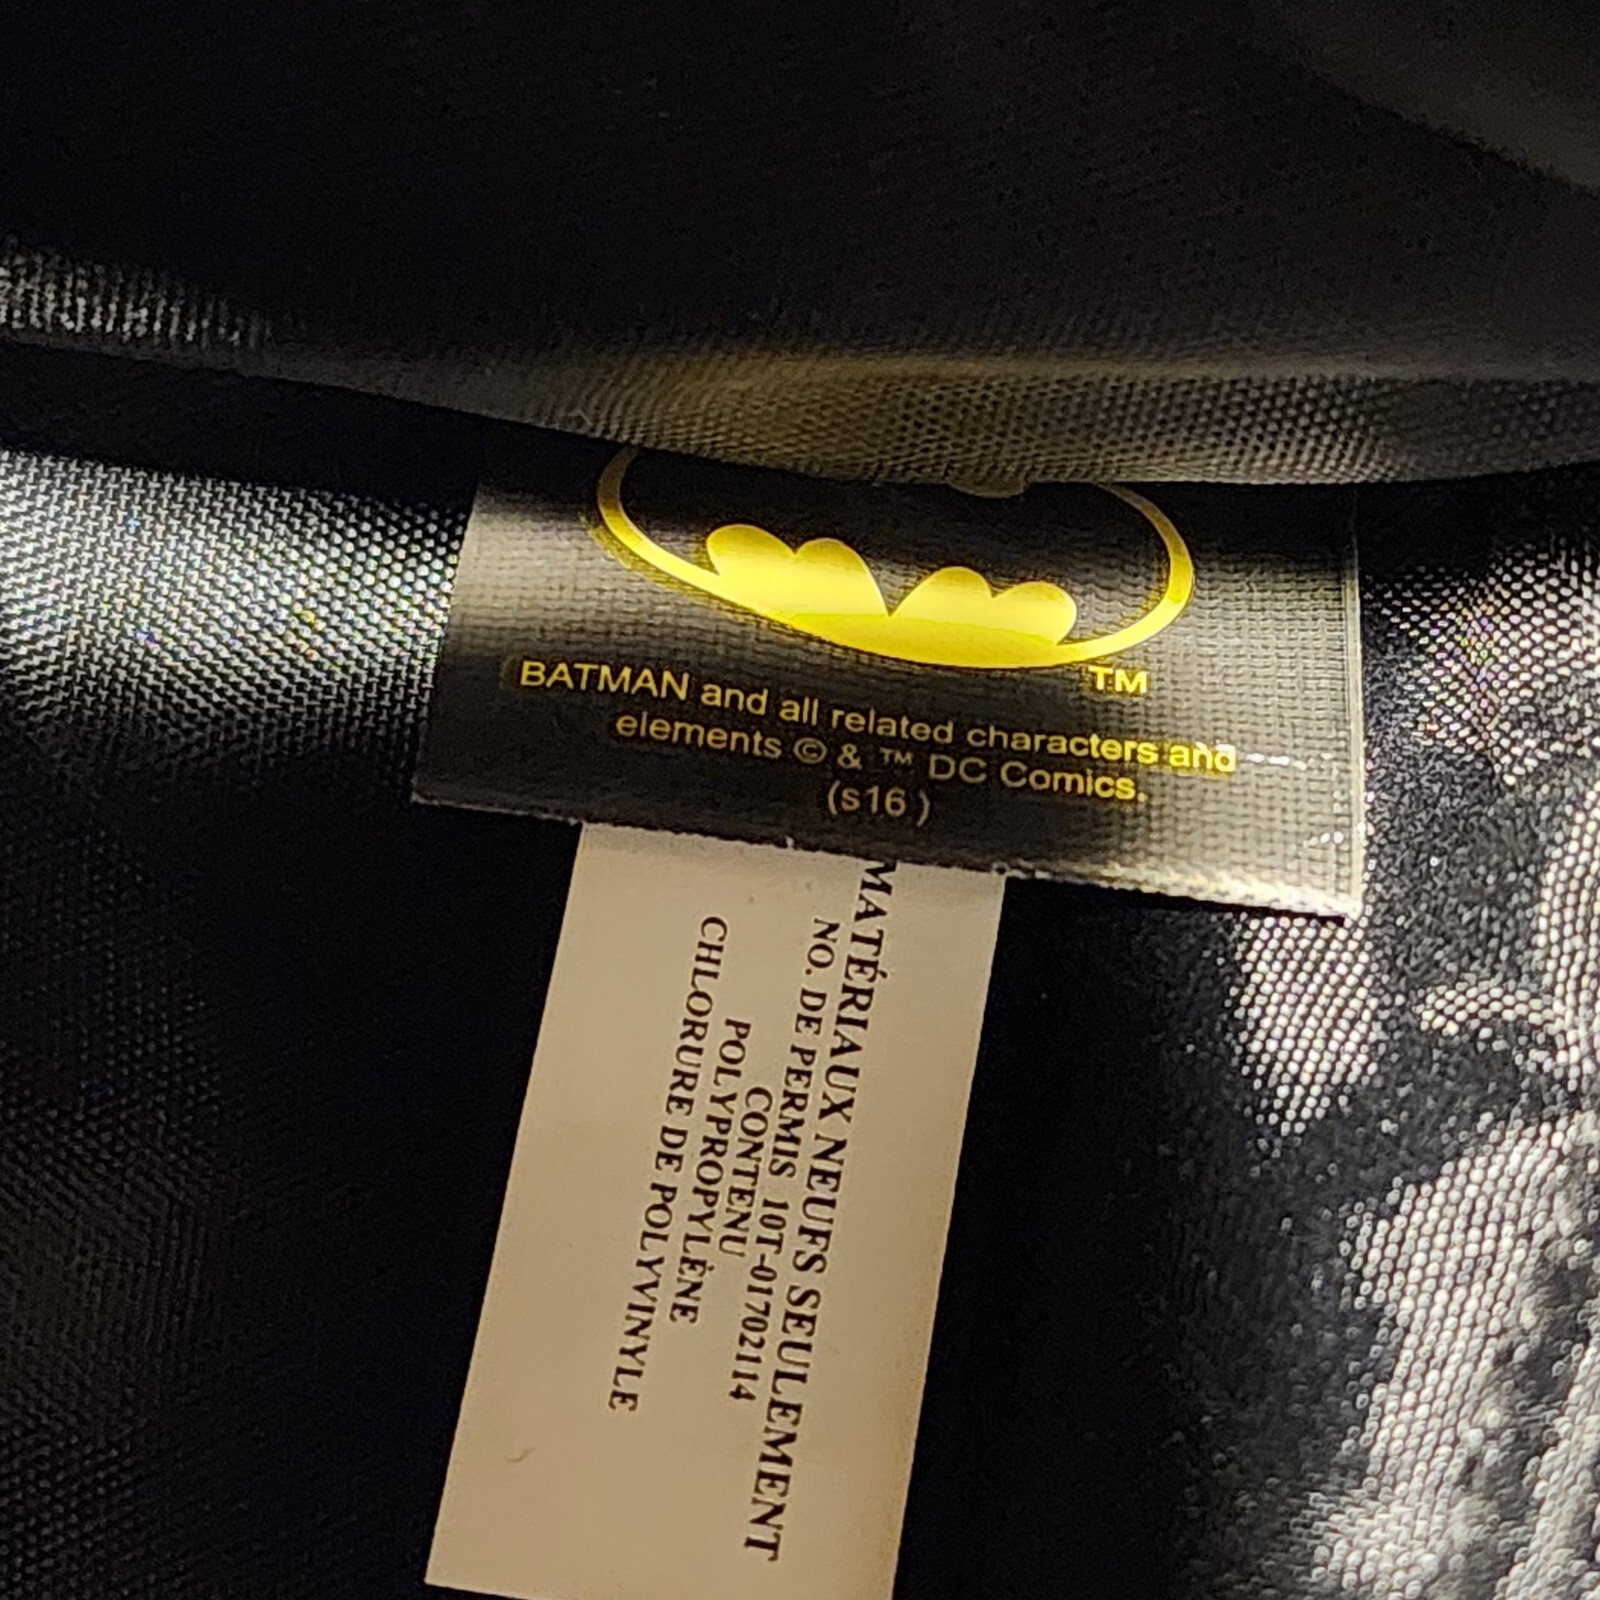 TM
BATMAN and all related characters and
elements © & ™ DC Comics.
(s16 )
MATÉRIAUX NEUFS SEULEMENT
NO. DE PERMIS 10T-01702114
CONTENU
POLYPROPYLÈNE
CHLORURE DE POLYVINYLE